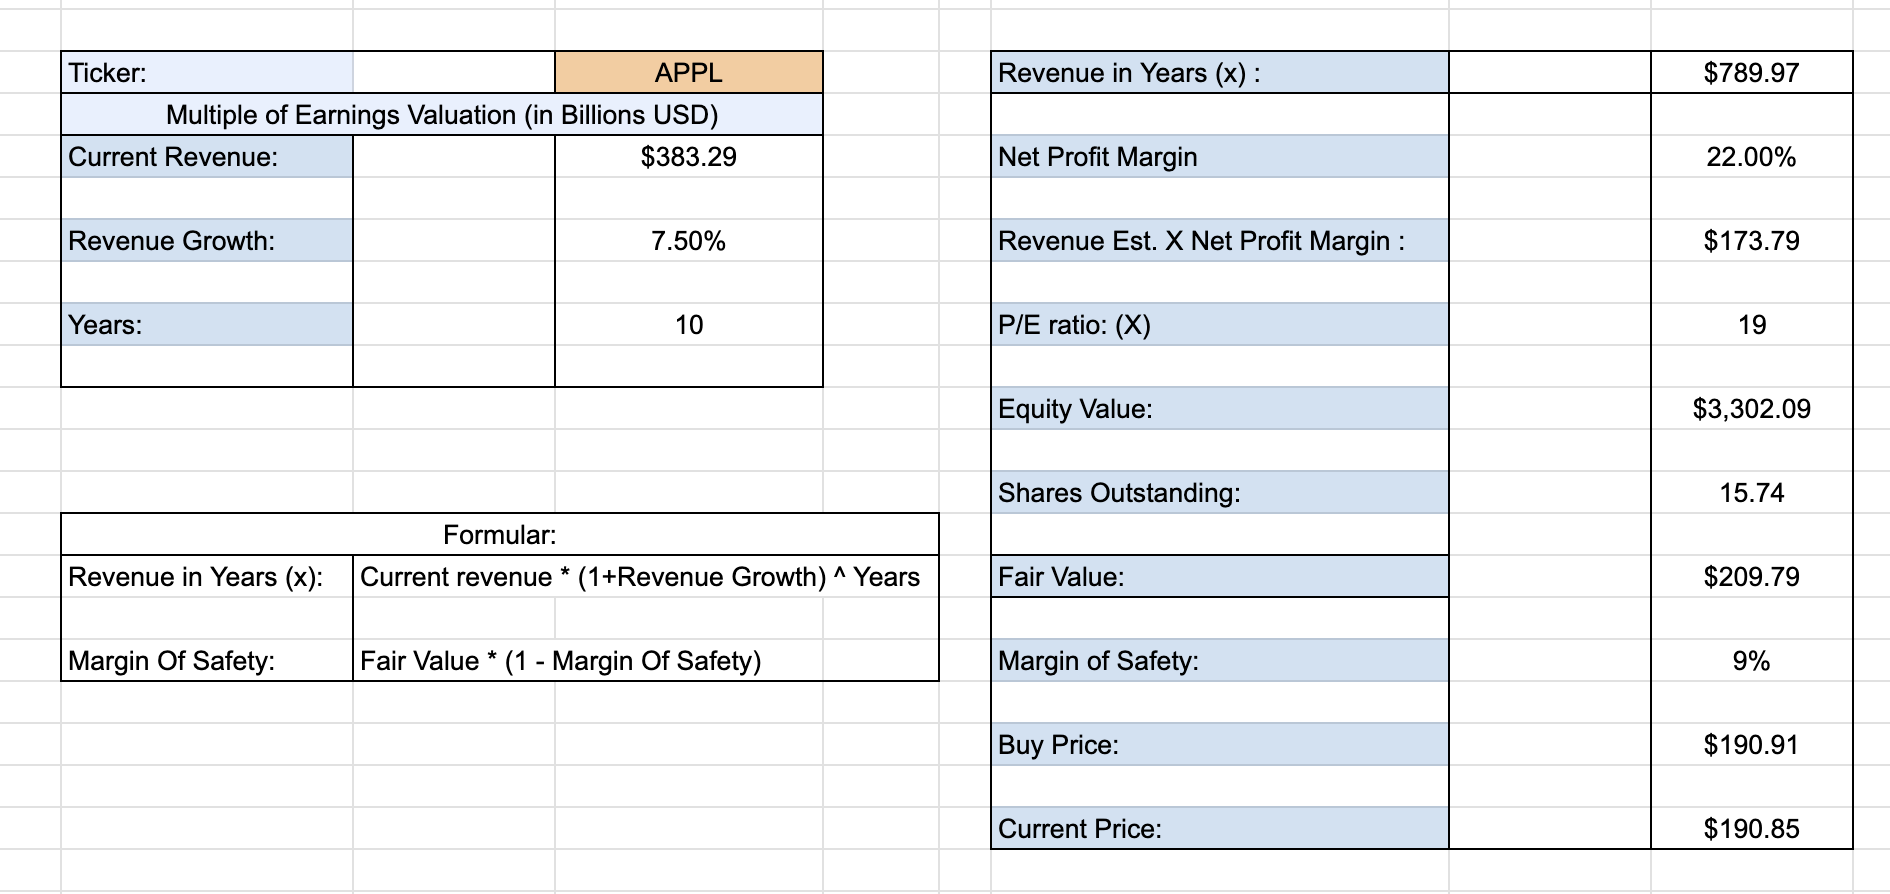 Ticker: APPL
Multiple of Earnings Valuation (in Billions USD)
Current Revenue: $383.29
Revenue Growth: 7.50%
Years: 10
Formular:
Revenue in Years (x): Current revenue * (1+Revenue Growth) ^ Years
Margin Of Safety: Fair Value * (1 - Margin Of Safety)
Revenue in Years (x) : $789.97
Net Profit Margin 22.00%
Revenue Est. X Net Profit Margin : $173.79
P/E ratio: (X) 19
Equity Value: $3,302.09
Shares Outstanding: 15.74
Fair Value: $209.79
Margin of Safety: 9%
Buy Price: $190.91
Current Price: $190.85